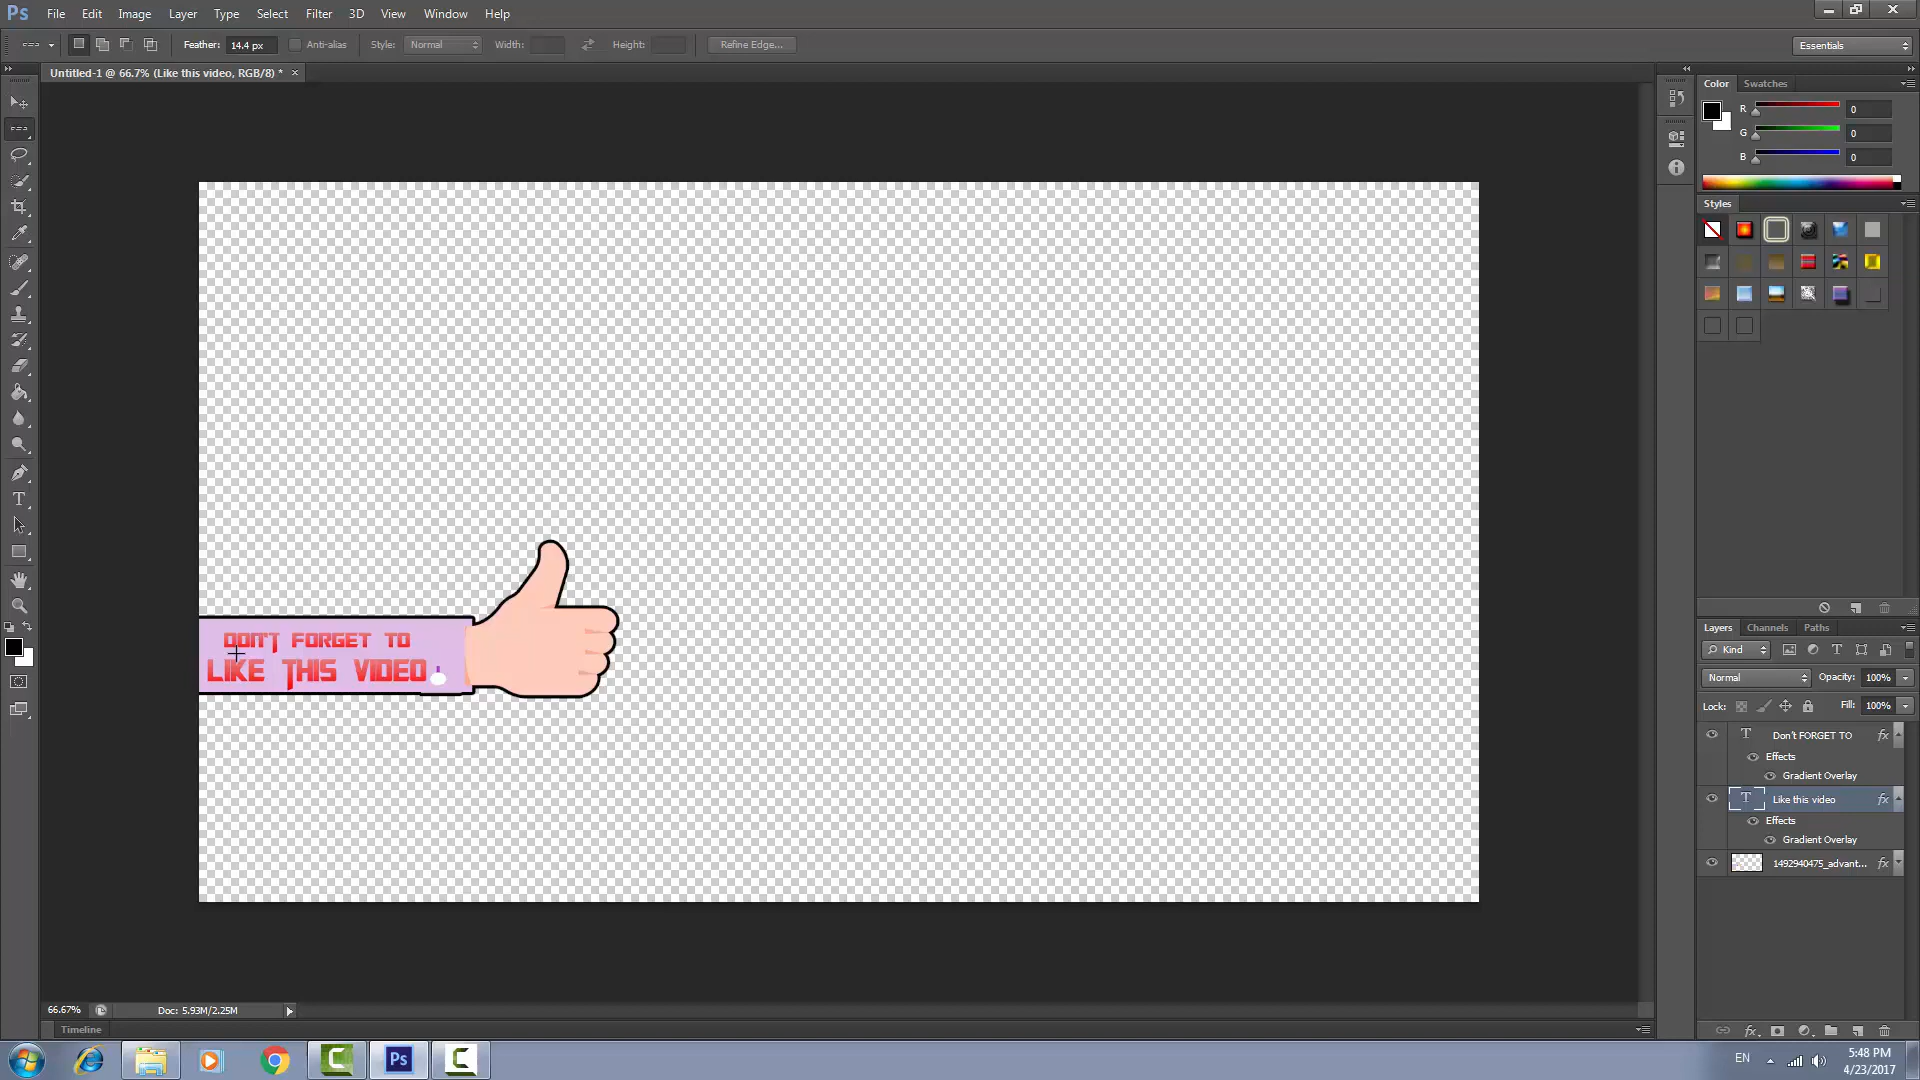 Ps File Edit Image Layer Type Select Filter 3D View Window Help
Feather: 14.4 px Anti-alias Style: Normal Width: Height: Refine Edge... Essentials
Untitled-1 @ 66.7% (Like this video, RGB/8) * ×
Color Swatches
R 0
G 0
B 0
Styles
DON'T FORGET TO
LIKE THIS VIDEO
Layers Channels Paths
Kind
Normal Opacity: 100%
Lock: Fill: 100%
T Don't FORGET TO fx
Effects
Gradient Overlay
T Like this video fx
Effects
Gradient Overlay
1492940475_advant... fx
66.67% Doc: 5.93M/2.25M
Timeline
Ps EN 5:48 PM
4/23/2017